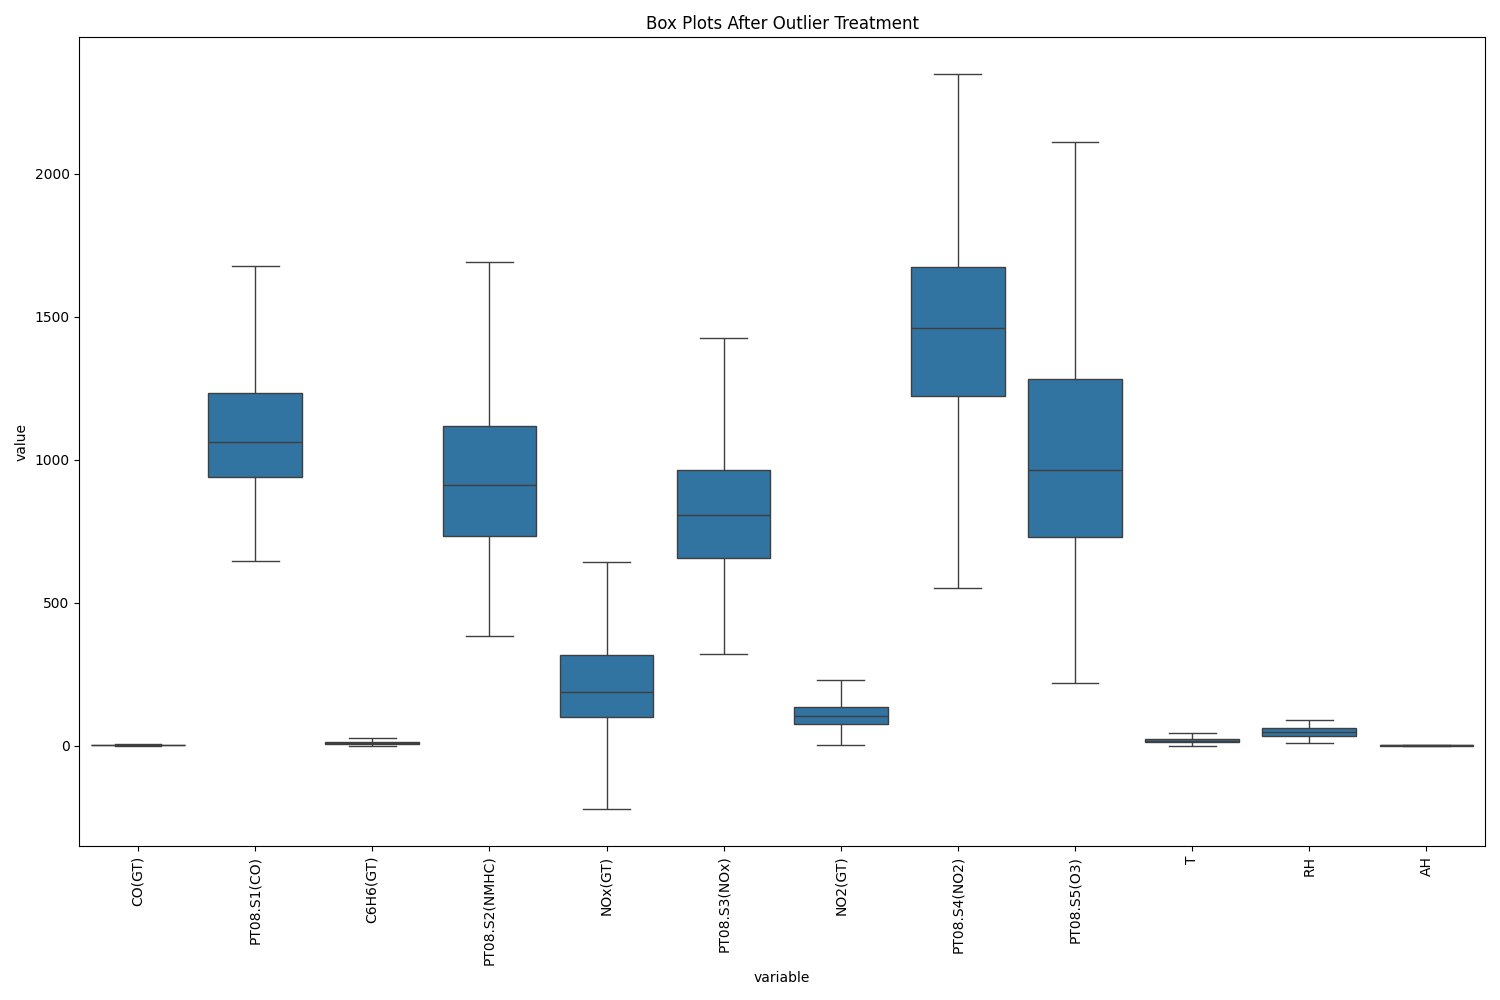 Box Plots After Outlier Treatment
value
2000
1500
1000
500
0
CO(GT)
PT08.S1(CO)
C6H6(GT)
PT08.S2(NMHC)
NOx(GT)
PT08.S3(NOx)
NO2(GT)
PT08.S4(NO2)
PT08.S5(O3)
T
RH
AH
variable